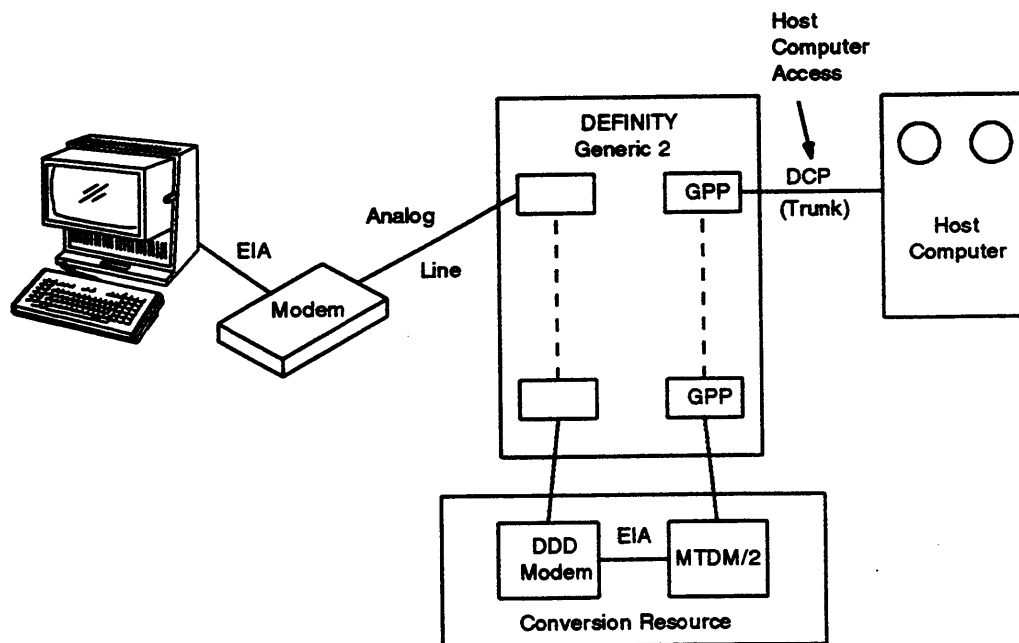 Host
Computer
Access
DEFINITY
Generic 2
GPP
DCP
(Trunk)
Host
Computer
Analog
Line
EIA
Modem
GPP
DDD
Modem
EIA
MTDM/2
Conversion Resource